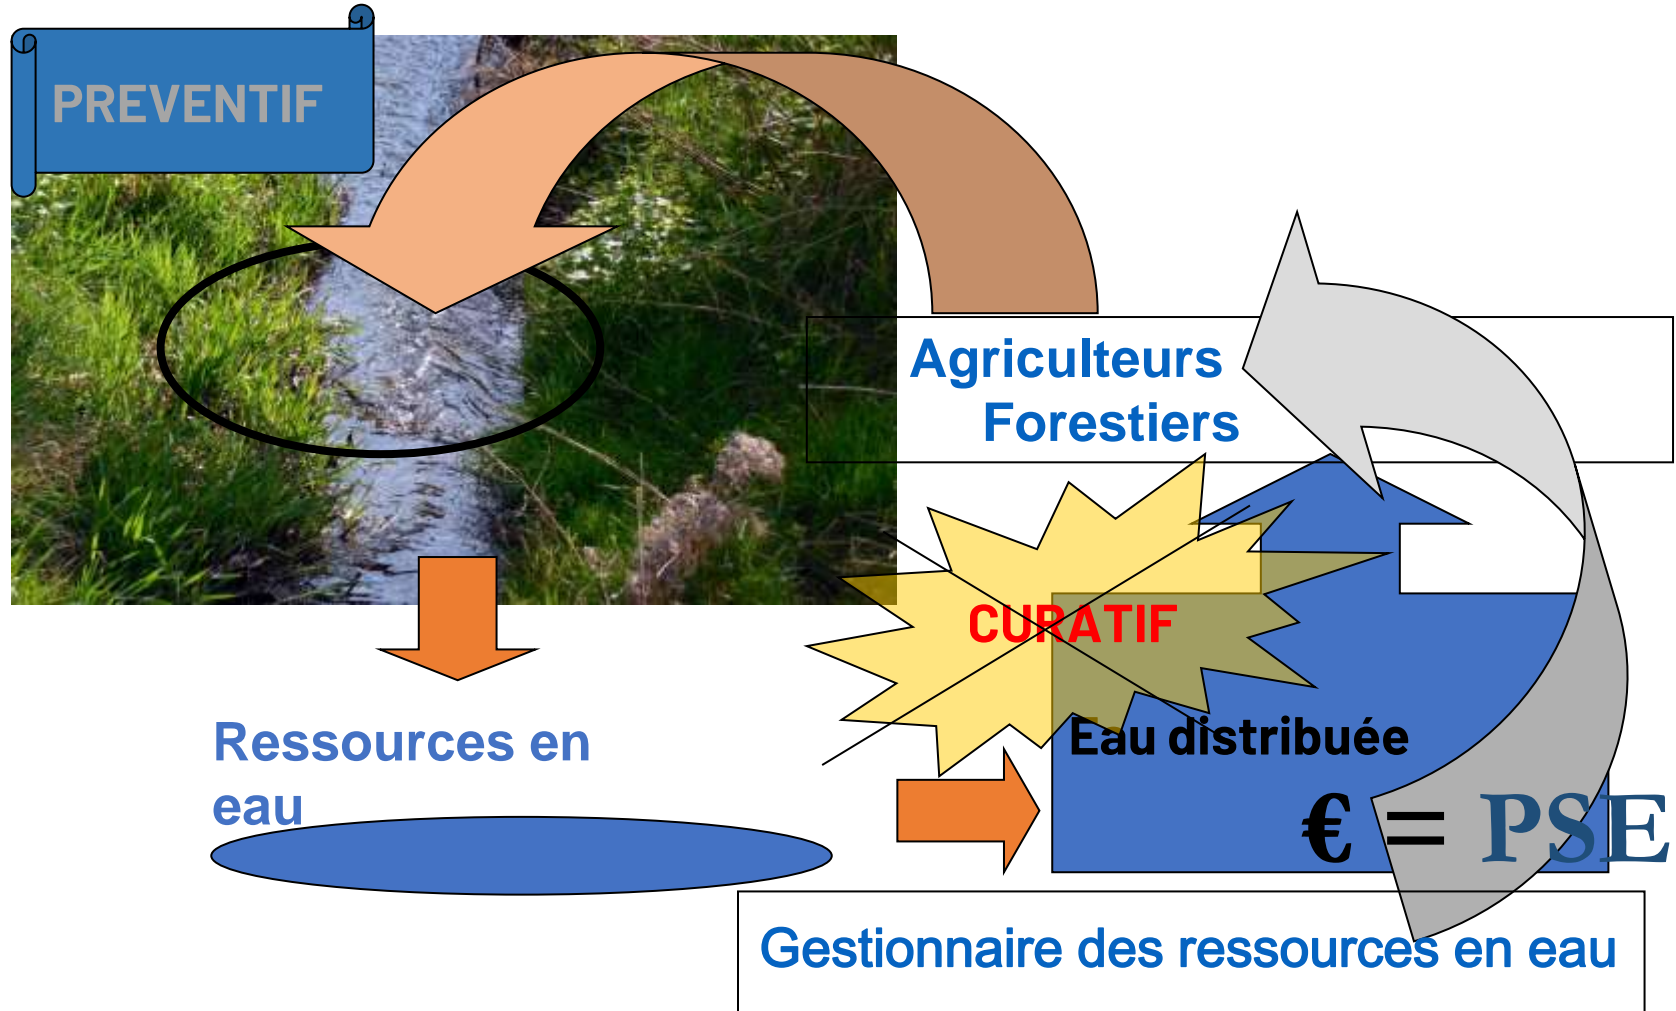 PREVENTIF
Agriculteurs
Forestiers
CURATIF
Ressources en
eau
Eau distribuée
€ = PSE
Gestionnaire des ressources en eau